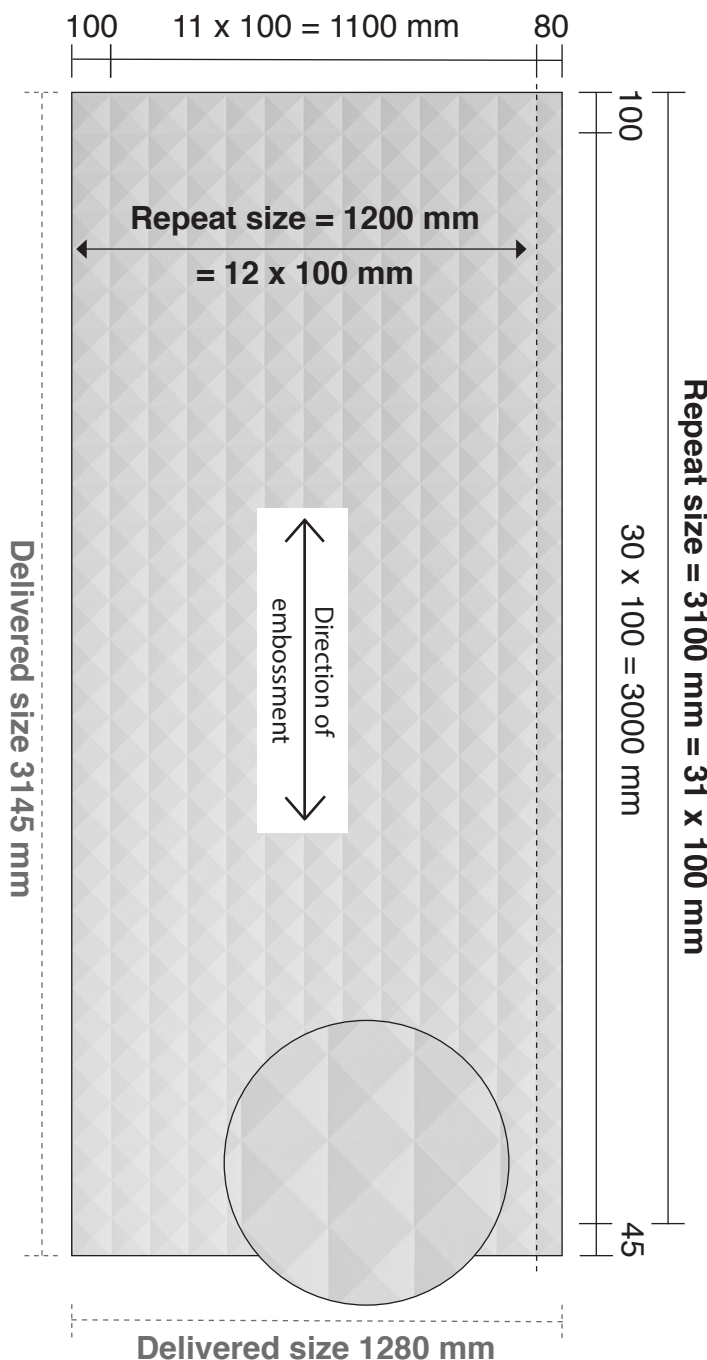 100 11 x 100 = 1100 mm 80
100
Repeat size = 1200 mm
= 12 x 100 mm
Repeat size = 3100 mm = 31 x 100 mm
30 x 100 = 3000 mm
Direction of
embossment
Delivered size 3145 mm
45
Delivered size 1280 mm